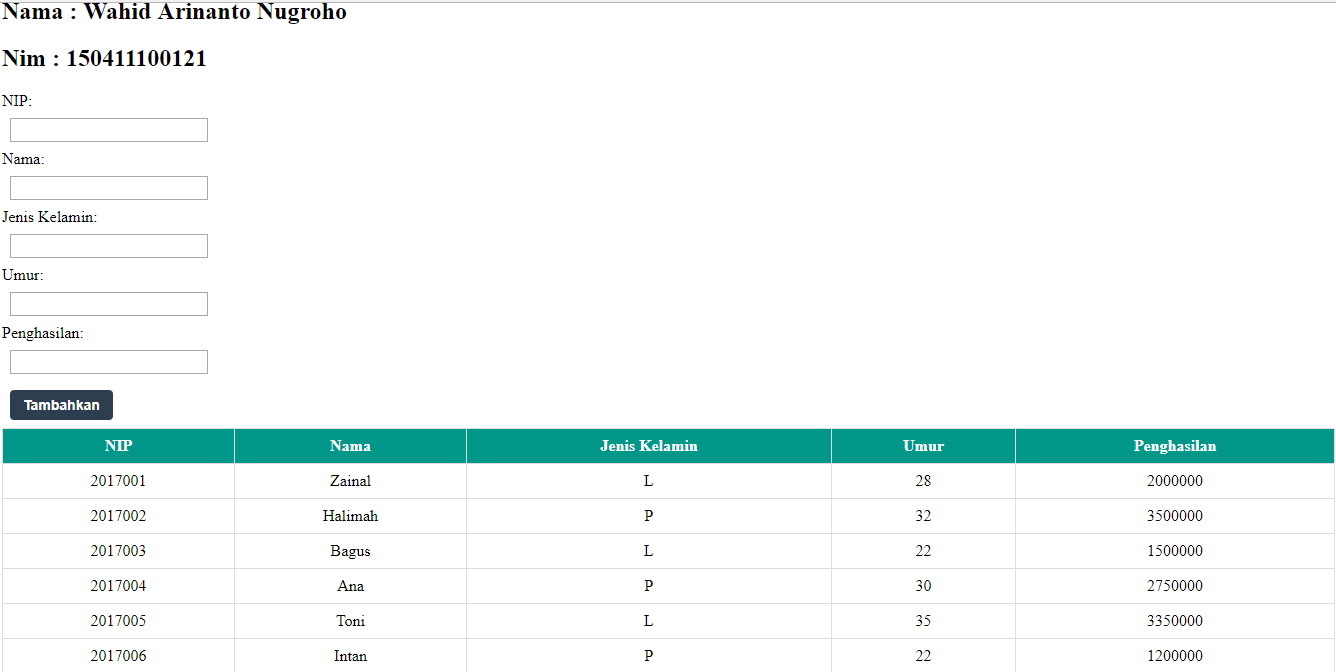 Nama : Wahid Arinanto Nugroho
Nim : 150411100121
NIP:
Nama:
Jenis Kelamin:
Umur:
Penghasilan:
Tambahkan
NIP Nama Jenis Kelamin Umur Penghasilan
2017001 Zainal L 28 2000000
2017002 Halimah P 32 3500000
2017003 Bagus L 22 1500000
2017004 Ana P 30 2750000
2017005 Toni L 35 3350000
2017006 Intan P 22 1200000